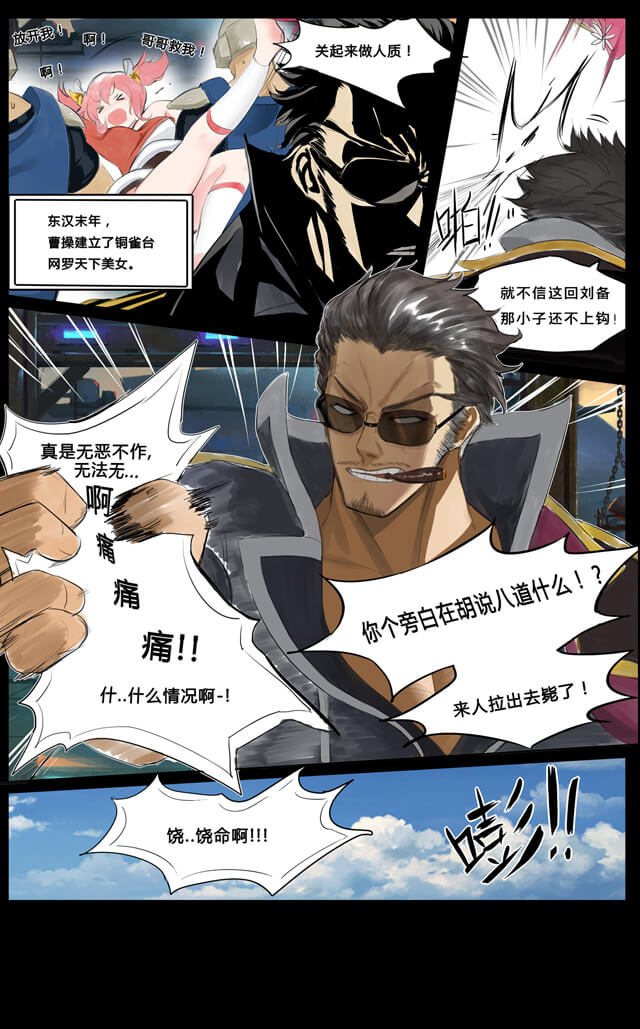 放开我！
啊！
哥哥救我！
啊！
关起来做人质！
东汉末年，
曹操建立了铜雀台
网罗天下美女。
啪!
就不信这回刘备
那小子还不上钩！
真是无恶不作,
无法无...
啊
痛
痛
痛!!
什..什么情况啊-!
你个旁白在胡说八道什么！?
来人拉出去毙了！
饶..饶命啊!!!
嘭!!